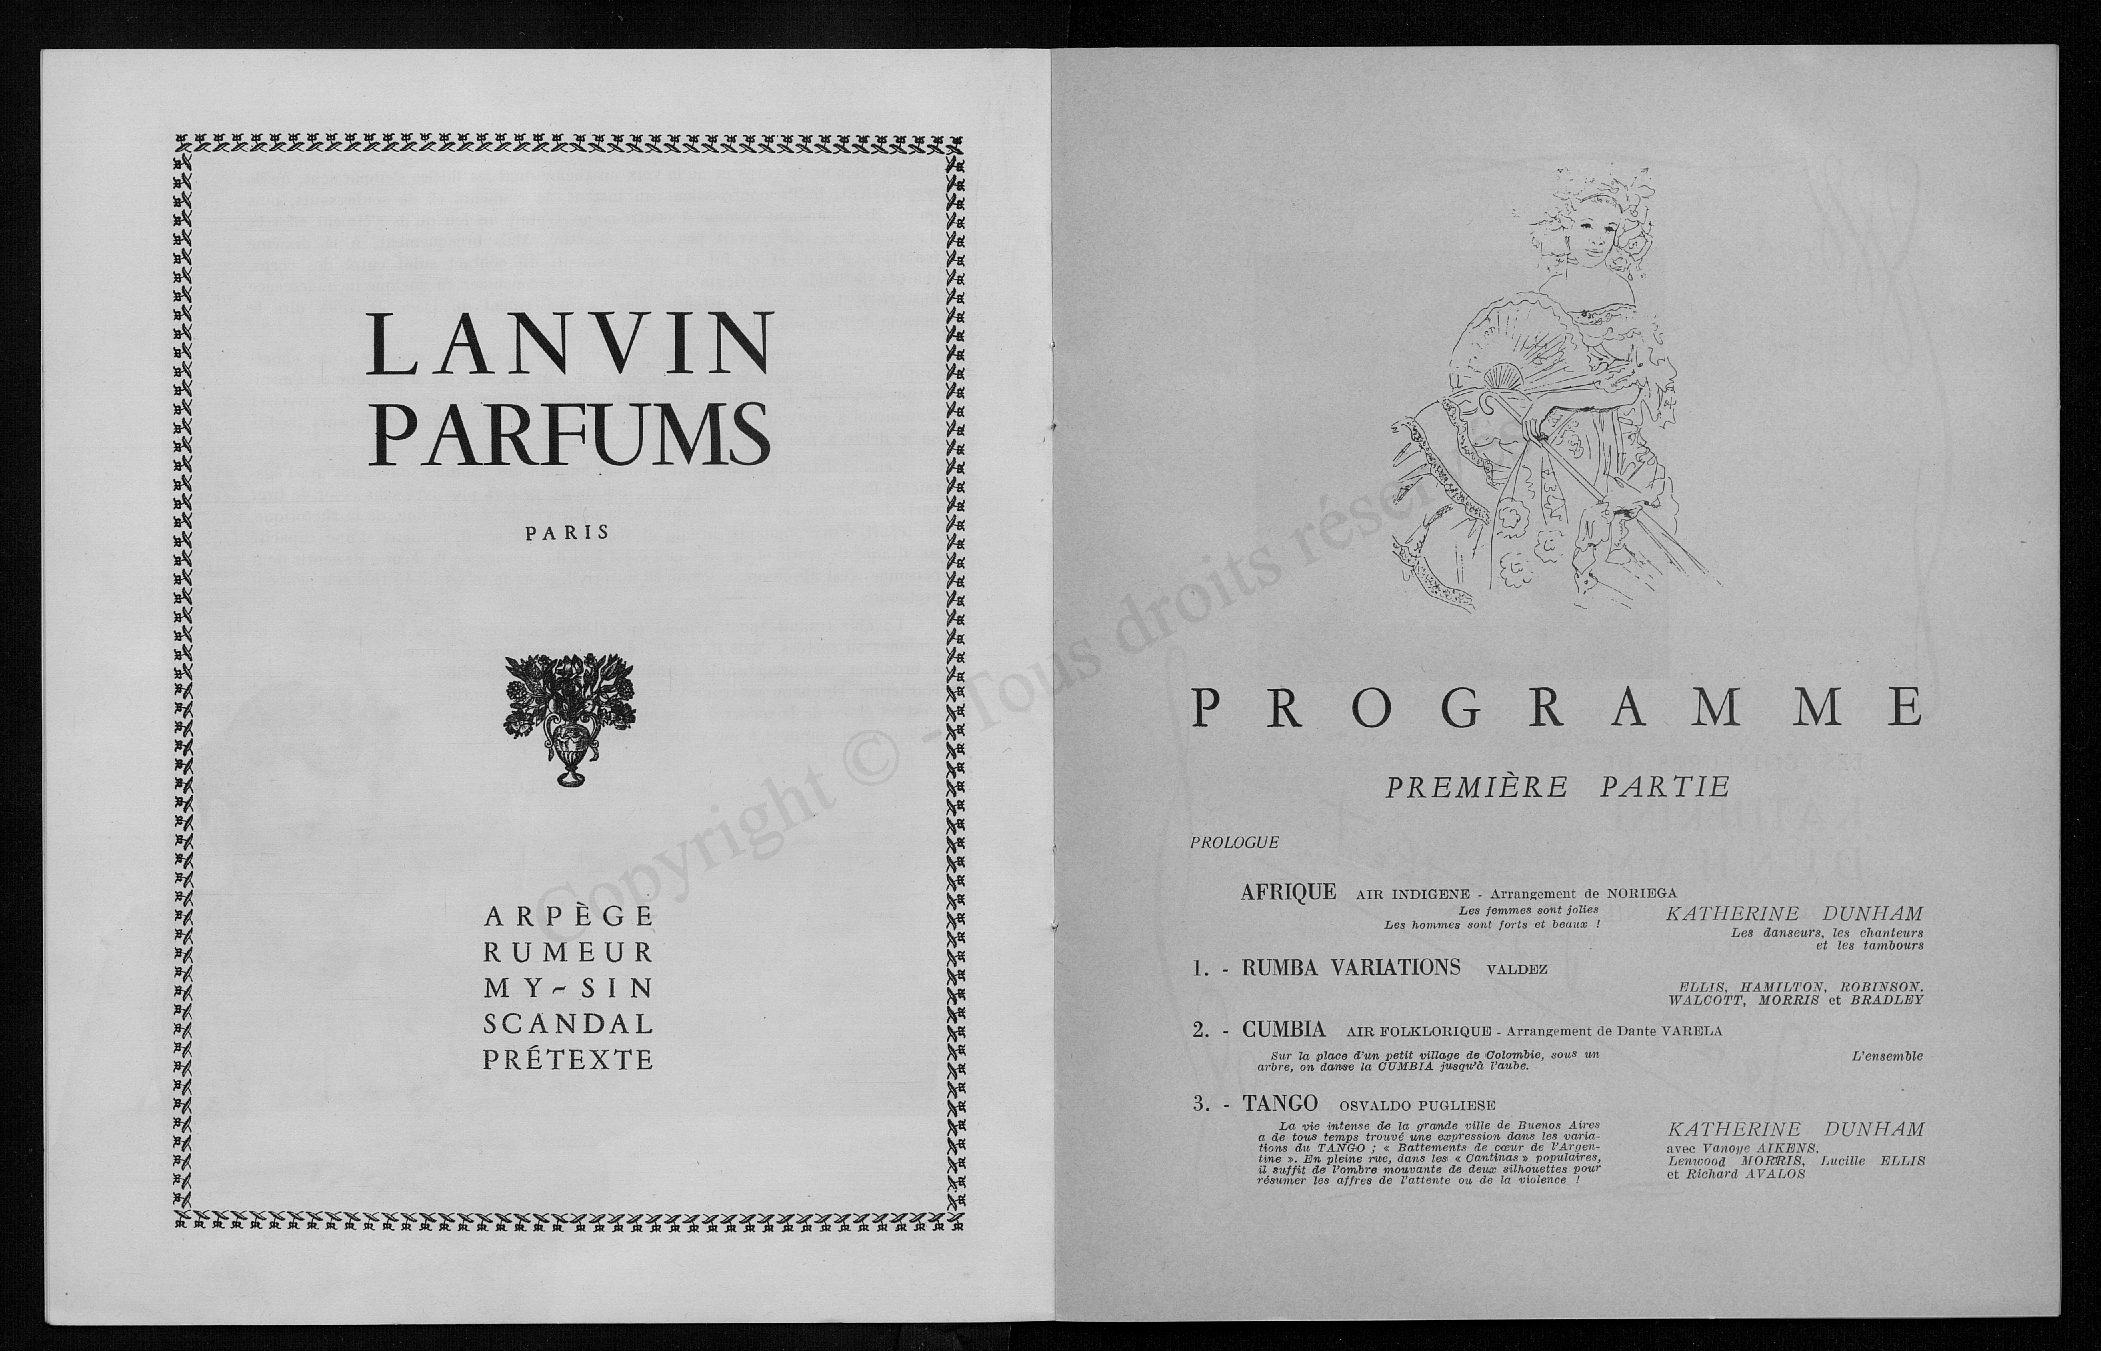 LANVIN
PARFUMS
PARIS
ARPÈGE
RUMEUR
MY-SIN
SCANDAL
PRÉTEXTE
Copyright © - Tous droits réservés
PROGRAMME
PREMIÈRE PARTIE
PROLOGUE
AFRIQUE AIR INDIGENE - Arrangement de NORIEGA
Les femmes sont jolies
Les hommes sont forts et beaux !
KATHERINE DUNHAM
Les danseurs, les chanteurs
et les tambours
1. - RUMBA VARIATIONS VALDEZ
ELLIS, HAMILTON, ROBINSON,
WALCOTT, MORRIS et BRADLEY
2. - CUMBIA AIR FOLKLORIQUE - Arrangement de Dante VARELA
Sur la place d'un petit village de Colombie, sous un
arbre, on danse la CUMBIA jusqu'à l'aube.
L'ensemble
3. - TANGO OSVALDO PUGLIESE
La vie intense de la grande ville de Buenos Aires
a de tous temps trouvé une expression dans les varia-
tions du TANGO ; « Battements de cœur de l'Argen-
tine ». En pleine rue, dans les « Cantinas » populaires,
il suffit de l'ombre mouvante de deux silhouettes pour
résumer les affres de l'attente ou de la violence !
KATHERINE DUNHAM
avec Vanoye AIKENS,
Lenwood MORRIS, Lucille ELLIS
et Richard AVALOS